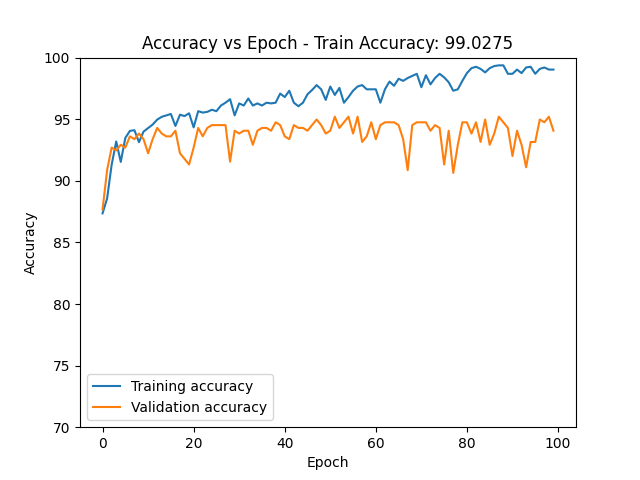 Accuracy vs Epoch - Train Accuracy: 99.0275
100
95
90
85
80
75
70
Accuracy
Training accuracy
Validation accuracy
0 20 40 60 80 100
Epoch